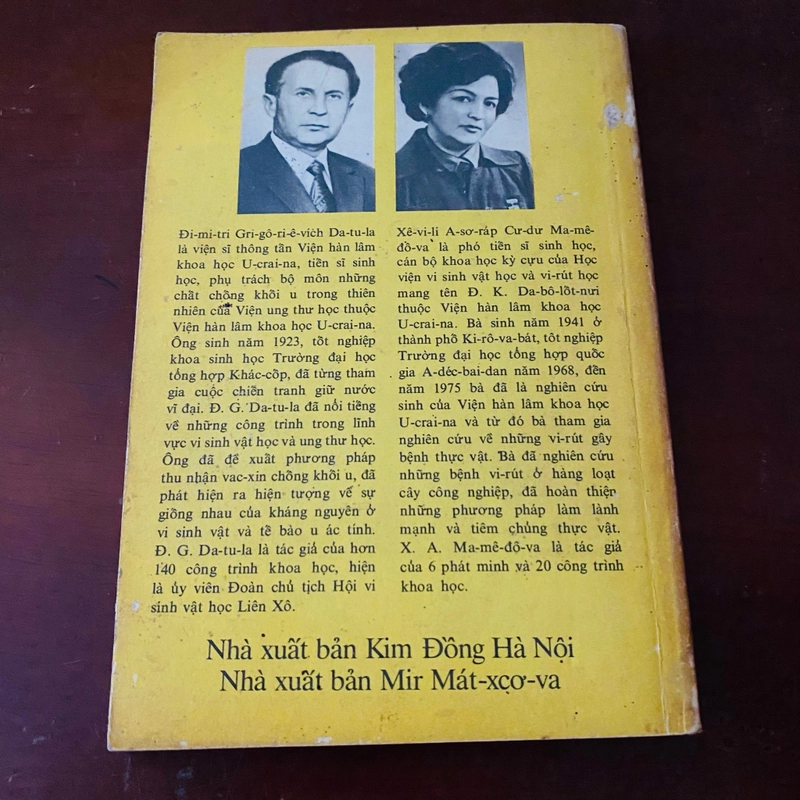 Đi-mi-tri Gri-gô-ri-ê-vích Da-tu-la
là viện sĩ thông tấn Viện hàn lâm
khoa học U-crai-na, tiến sĩ sinh
học, phụ trách bộ môn những
chất chống khối u trong thiên
nhiên của Viện ung thư học thuộc
Viện hàn lâm khoa học U-crai-na.
Ông sinh năm 1923, tốt nghiệp
khoa sinh học Trường đại học
tổng hợp Khác-cốp, đã từng tham
gia cuộc chiến tranh giữ nước
vĩ đại. Đ. G. Da-tu-la đã nổi tiếng
về những công trình trong lĩnh
vực vi sinh vật học và ung thư học.
Ông đã đề xuất phương pháp
thu nhận vac-xin chống khối u, đã
phát hiện ra hiện tượng về sự
giống nhau của kháng nguyên ở
vi sinh vật và tế bào u ác tính.
Đ. G. Da-tu-la là tác giả của hơn
140 công trình khoa học, hiện
là ủy viên Đoàn chủ tịch Hội vi
sinh vật học Liên Xô.
Xê-vi-li A-sơ-ráp Cư-dư Ma-mê-
đô-va là phó tiến sĩ sinh học,
cán bộ khoa học kỳ cựu của Học
viện vi sinh vật học và vi-rút học
mang tên Đ. K. Da-bô-lốt-nưi
thuộc Viện hàn lâm khoa học
U-crai-na. Bà sinh năm 1941 ở
thành phố Ki-rô-va-bát, tôt nghiệp
Trường đại học tổng hợp quốc
gia A-déc-bai-dan năm 1968, đến
năm 1975 bà đã là nghiên cứu
sinh của Viện hàn lâm khoa học
U-crai-na và từ đó bà tham gia
nghiên cứu về những vi-rút gây
bệnh thực vật. Bà đã nghiên cứu
những bệnh vi-rút ở hàng loạt
cây công nghiệp, đã hoàn thiện
những phương pháp làm lành
mạnh và tiêm chủng thực vật.
X. A. Ma-mê-đô-va là tác giả
của 6 phát minh và 20 công trình
khoa học.
Nhà xuất bản Kim Đồng Hà Nội
Nhà xuất bản Mir Mát-xcơ-va